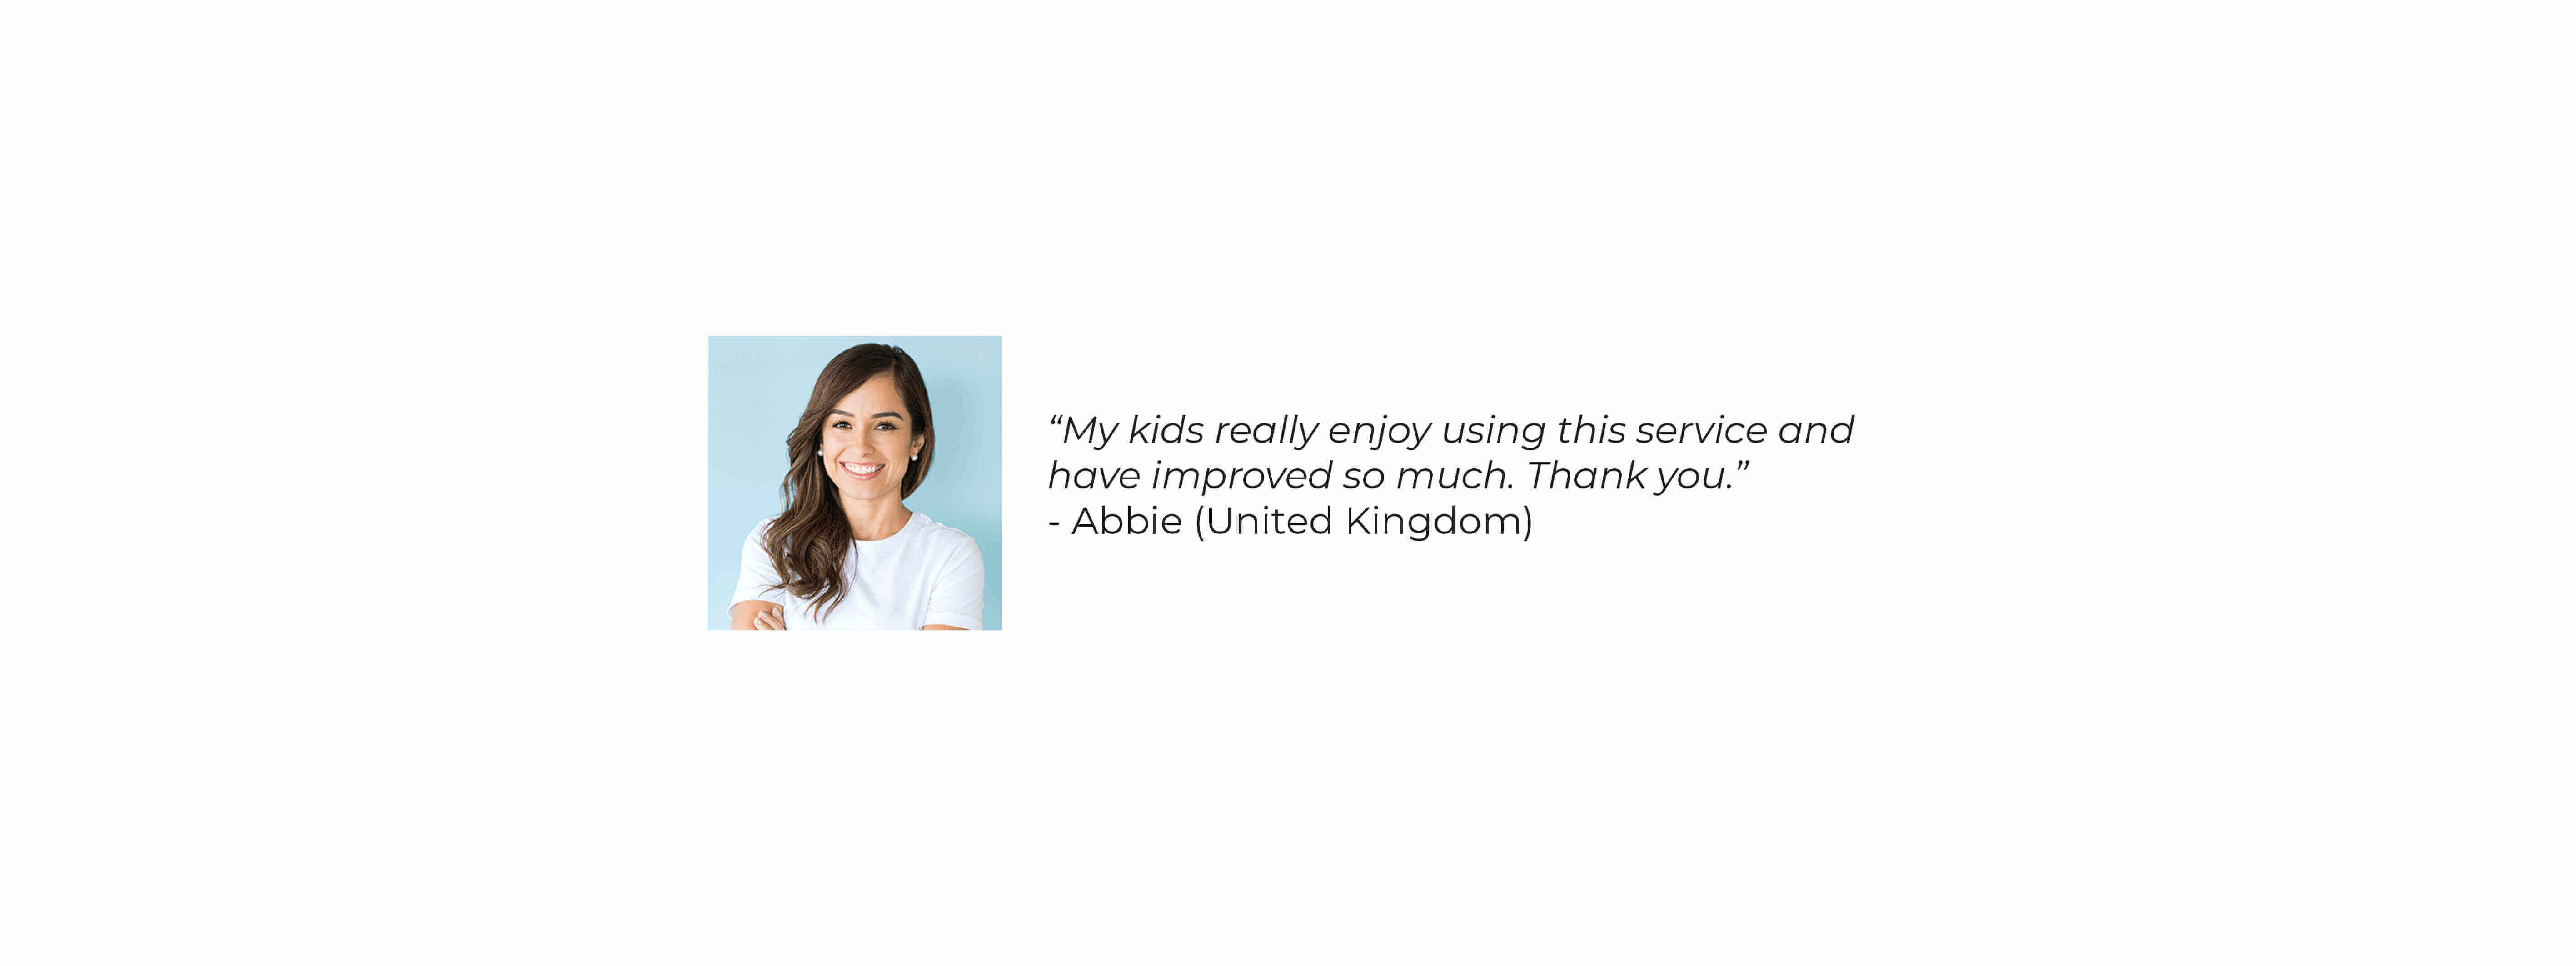 “My kids really enjoy using this service and
have improved so much. Thank you.”
- Abbie (United Kingdom)